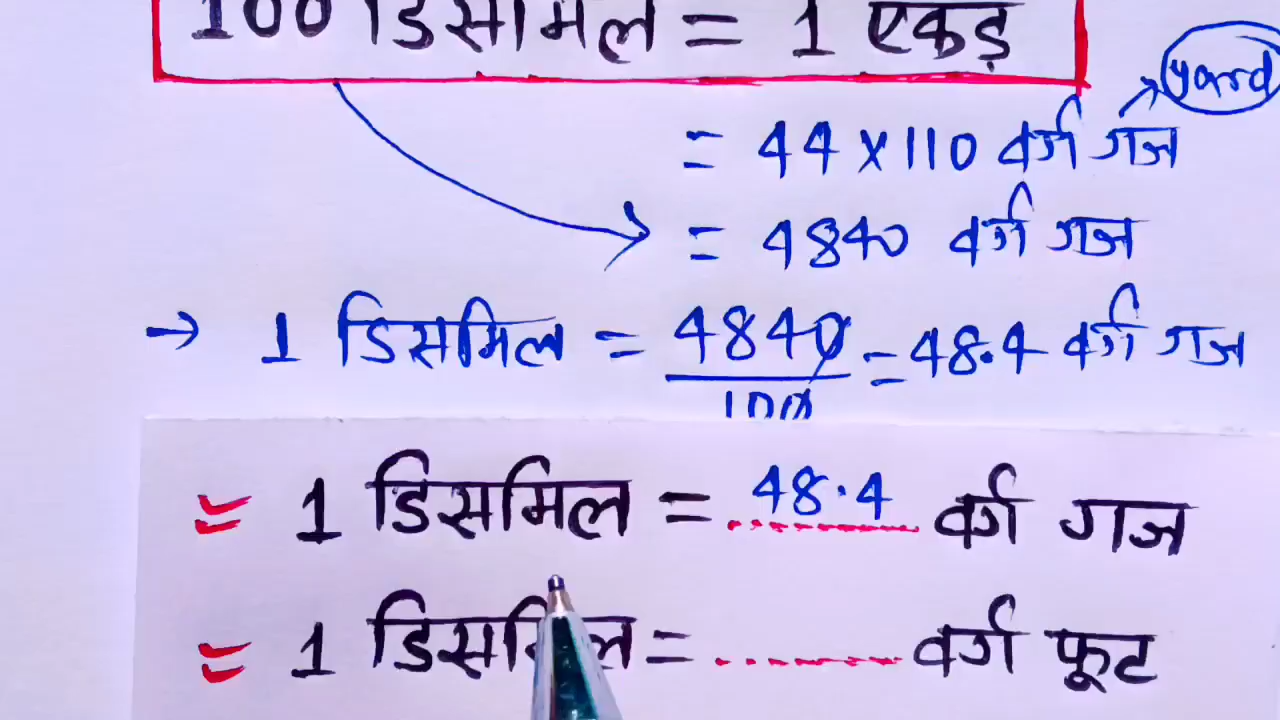 100 डिसमिल = 1 एकड़
yard
= 44 x 110 वर्ग गज
= 4840 वर्ग गज
→ 1 डिसमिल = 4840/100 = 48.4 वर्ग गज
= 1 डिसमिल = 48.4 वर्ग गज
= 1 डिसमिल = ........ वर्ग फूट